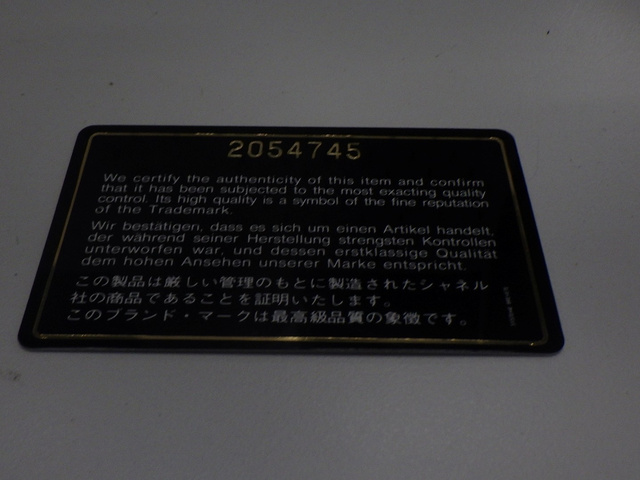 2054745
We certify the authenticity of this item and confirm
that it has been subjected to the most exacting quality
control. Its high quality is a symbol of the fine reputation
of the Trademark.
Wir bestätigen, dass es sich um einen Artikel handelt,
der während seiner Herstellung strengsten Kontrollen
unterworfen war, und dessen erstklassige Qualität
dem hohen Ansehen unserer Marke entspricht.
この製品は厳しい管理のもとに製造されたシャネル
社の商品であることを証明いたします。
このブランド・マークは最高級品質の象徴です。